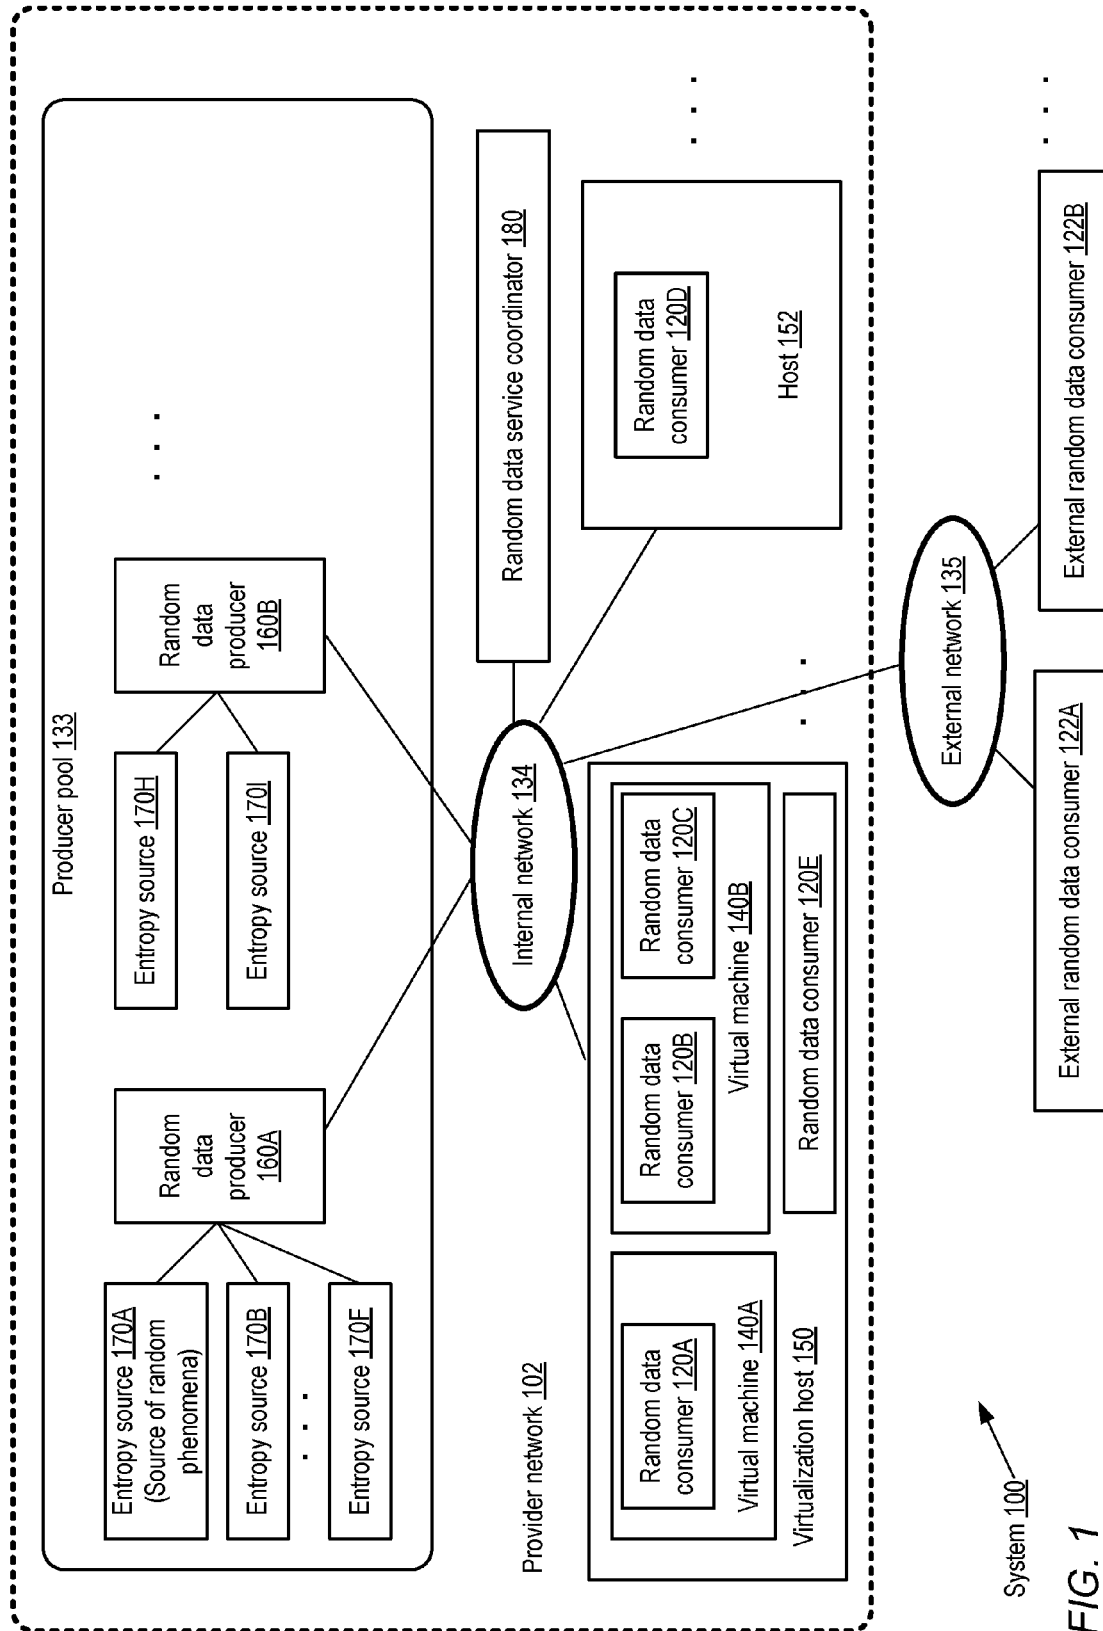 Producer pool 133
Entropy source 170A
(Source of random
phenomena)
Entropy source 170B
. . .
Entropy source 170F
Random
data
producer
160A
Entropy source 170H
Entropy source 170I
Random
data
producer
160B
. . .
Provider network 102
Internal network 134
Random data service coordinator 180
Random data
consumer 120A
Virtual machine 140A
Random data
consumer 120B
Random data
consumer 120C
Virtual machine 140B
Random data consumer 120E
Virtualization host 150
. . .
Random data
consumer 120D
Host 152
. . .
External network 135
External random data consumer 122A
External random data consumer 122B
. . .
System 100
FIG. 1